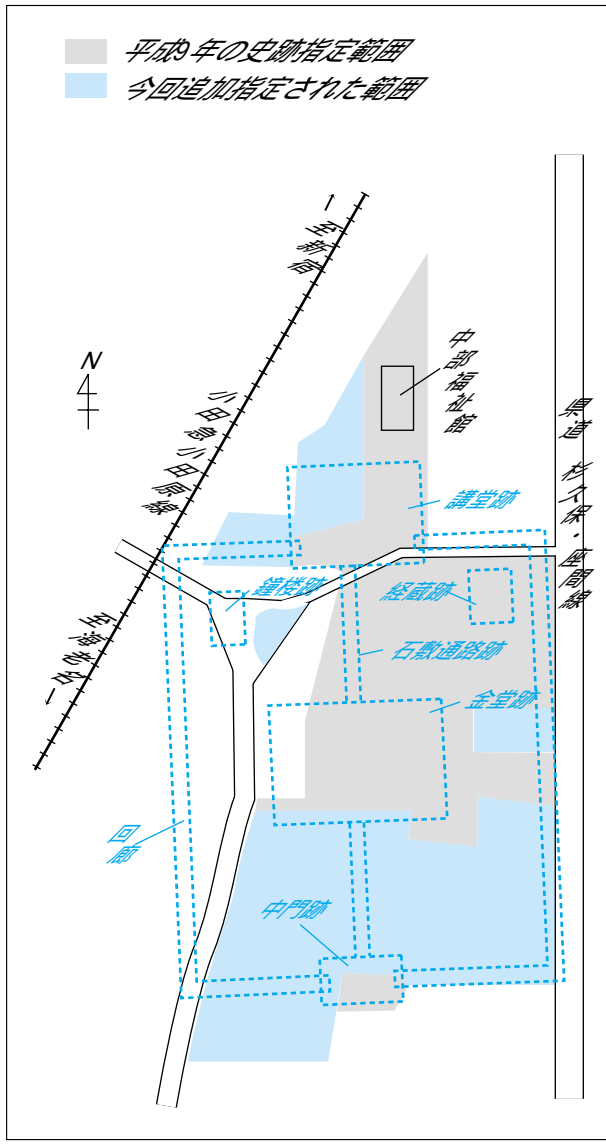 平成9年の史跡指定範囲
今回追加指定された範囲
至新宿
N
中部福祉館
小田急小田原線
県道 杉久保・座間線
講堂跡
鐘楼跡
経蔵跡
石敷通路跡
至海老名
金堂跡
回廊
中門跡